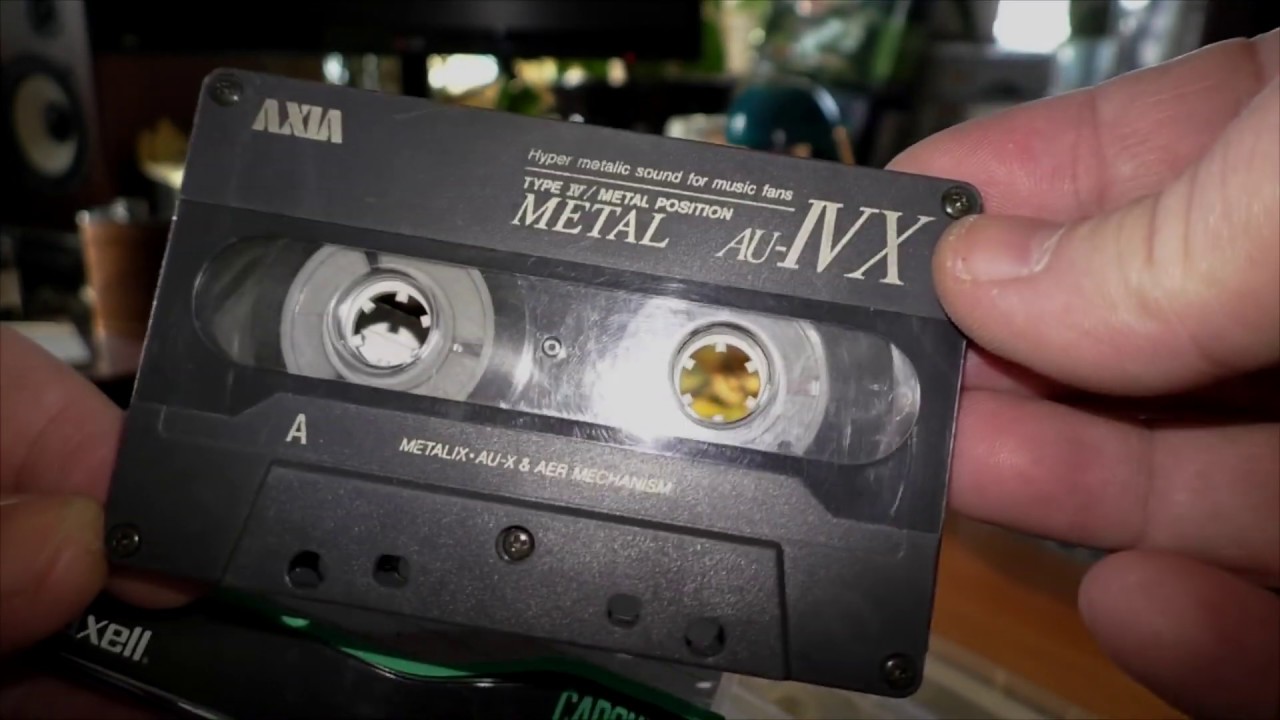 AXIA
Hyper metalic sound for music fans
TYPE IV / METAL POSITION
METAL AU-IVX
A
METALIX • AU-X & AER MECHANISM
xell